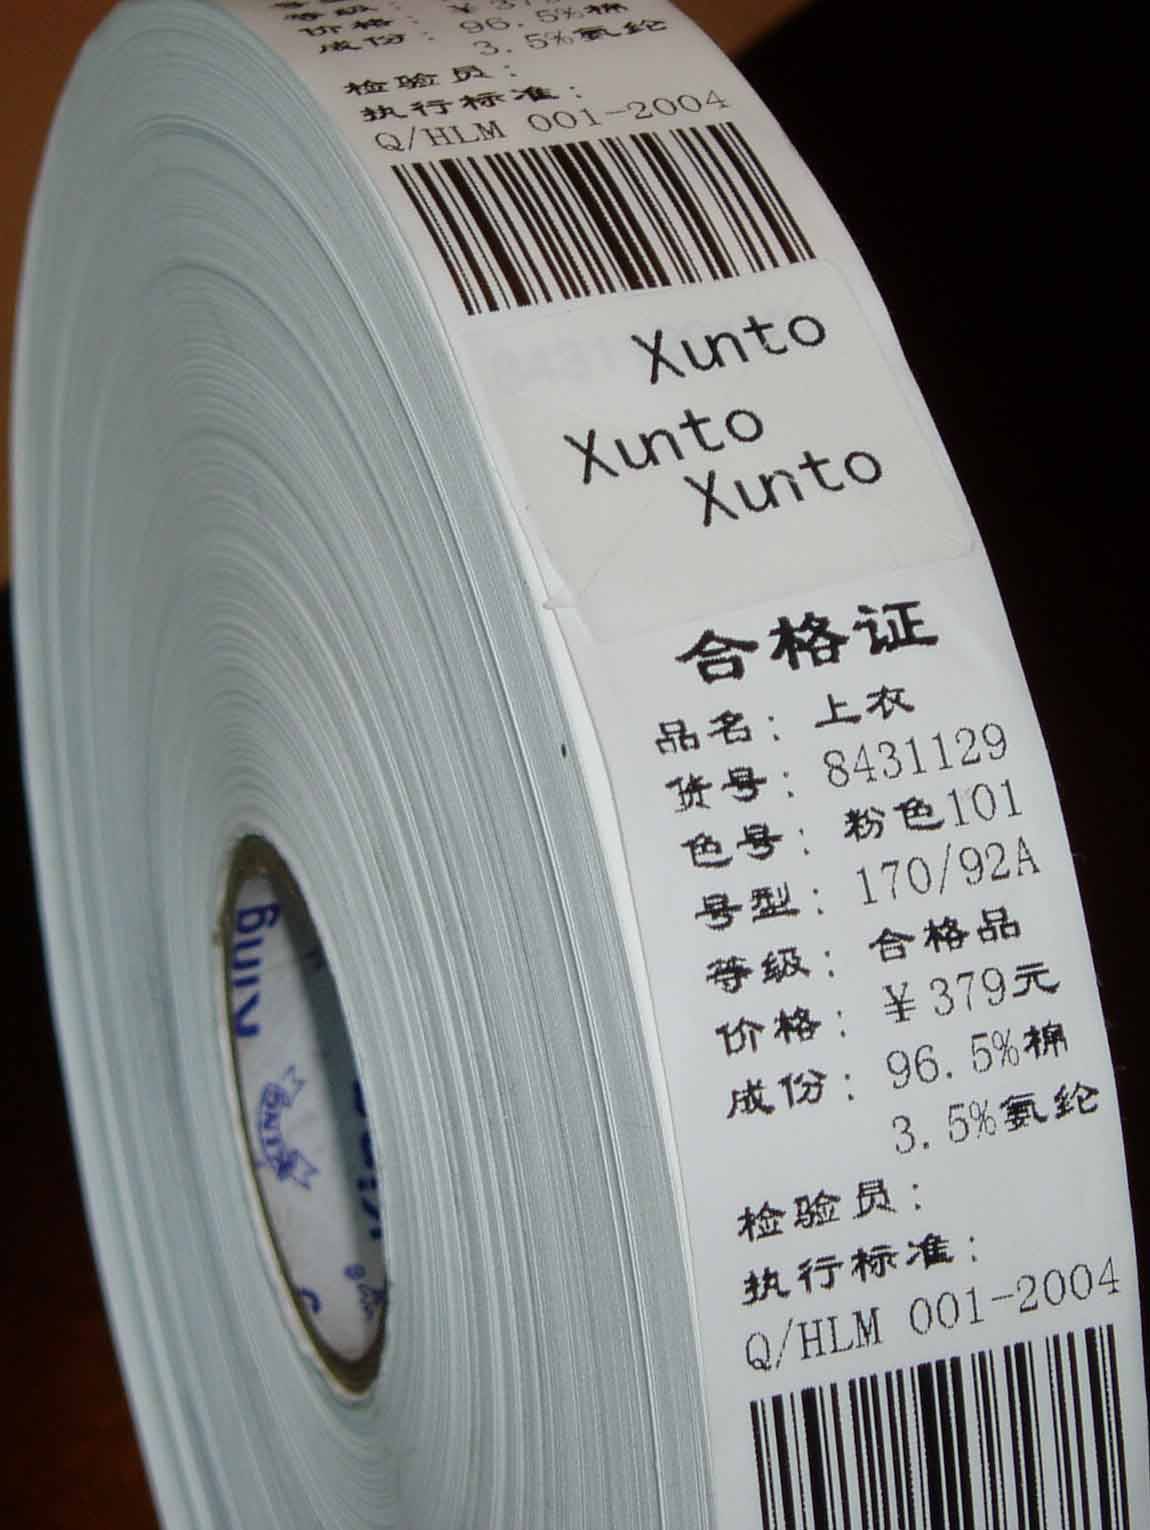 价格：￥37
成份：96.5%棉
3.5%氨纶
检验员：
执行标准：
Q/HLM 001-2004
Xunto
Xunto
Xunto
合格证
品名：上衣
货号：8431129
色号：粉色101
号型：170/92A
等级：合格品
价格：￥379元
成份：96.5%棉
3.5%氨纶
检验员：
执行标准：
Q/HLM 001-2004